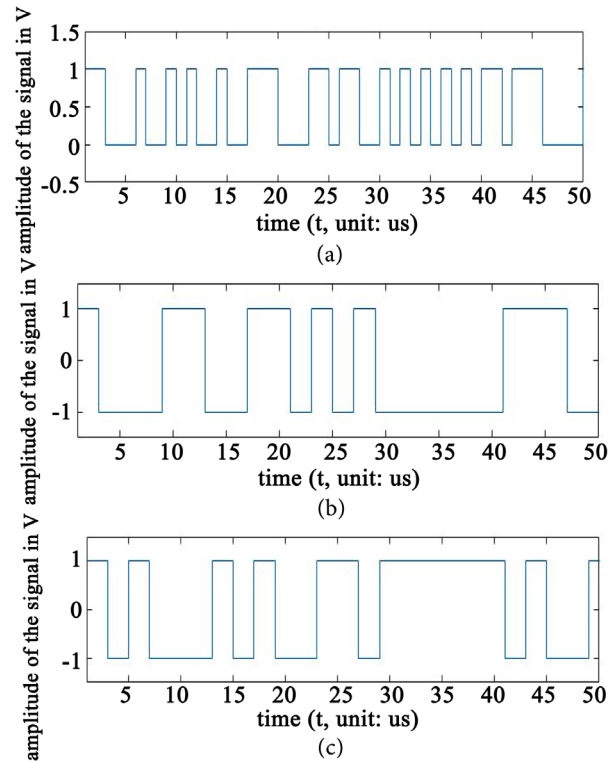 amplitude of the signal in V
1.5
1
0.5
0
-0.5
5 10 15 20 25 30 35 40 45 50
time (t, unit: us)
(a)
amplitude of the signal in V
1
0
-1
5 10 15 20 25 30 35 40 45 50
time (t, unit: us)
(b)
amplitude of the signal in V
1
0
-1
5 10 15 20 25 30 35 40 45 50
time (t, unit: us)
(c)